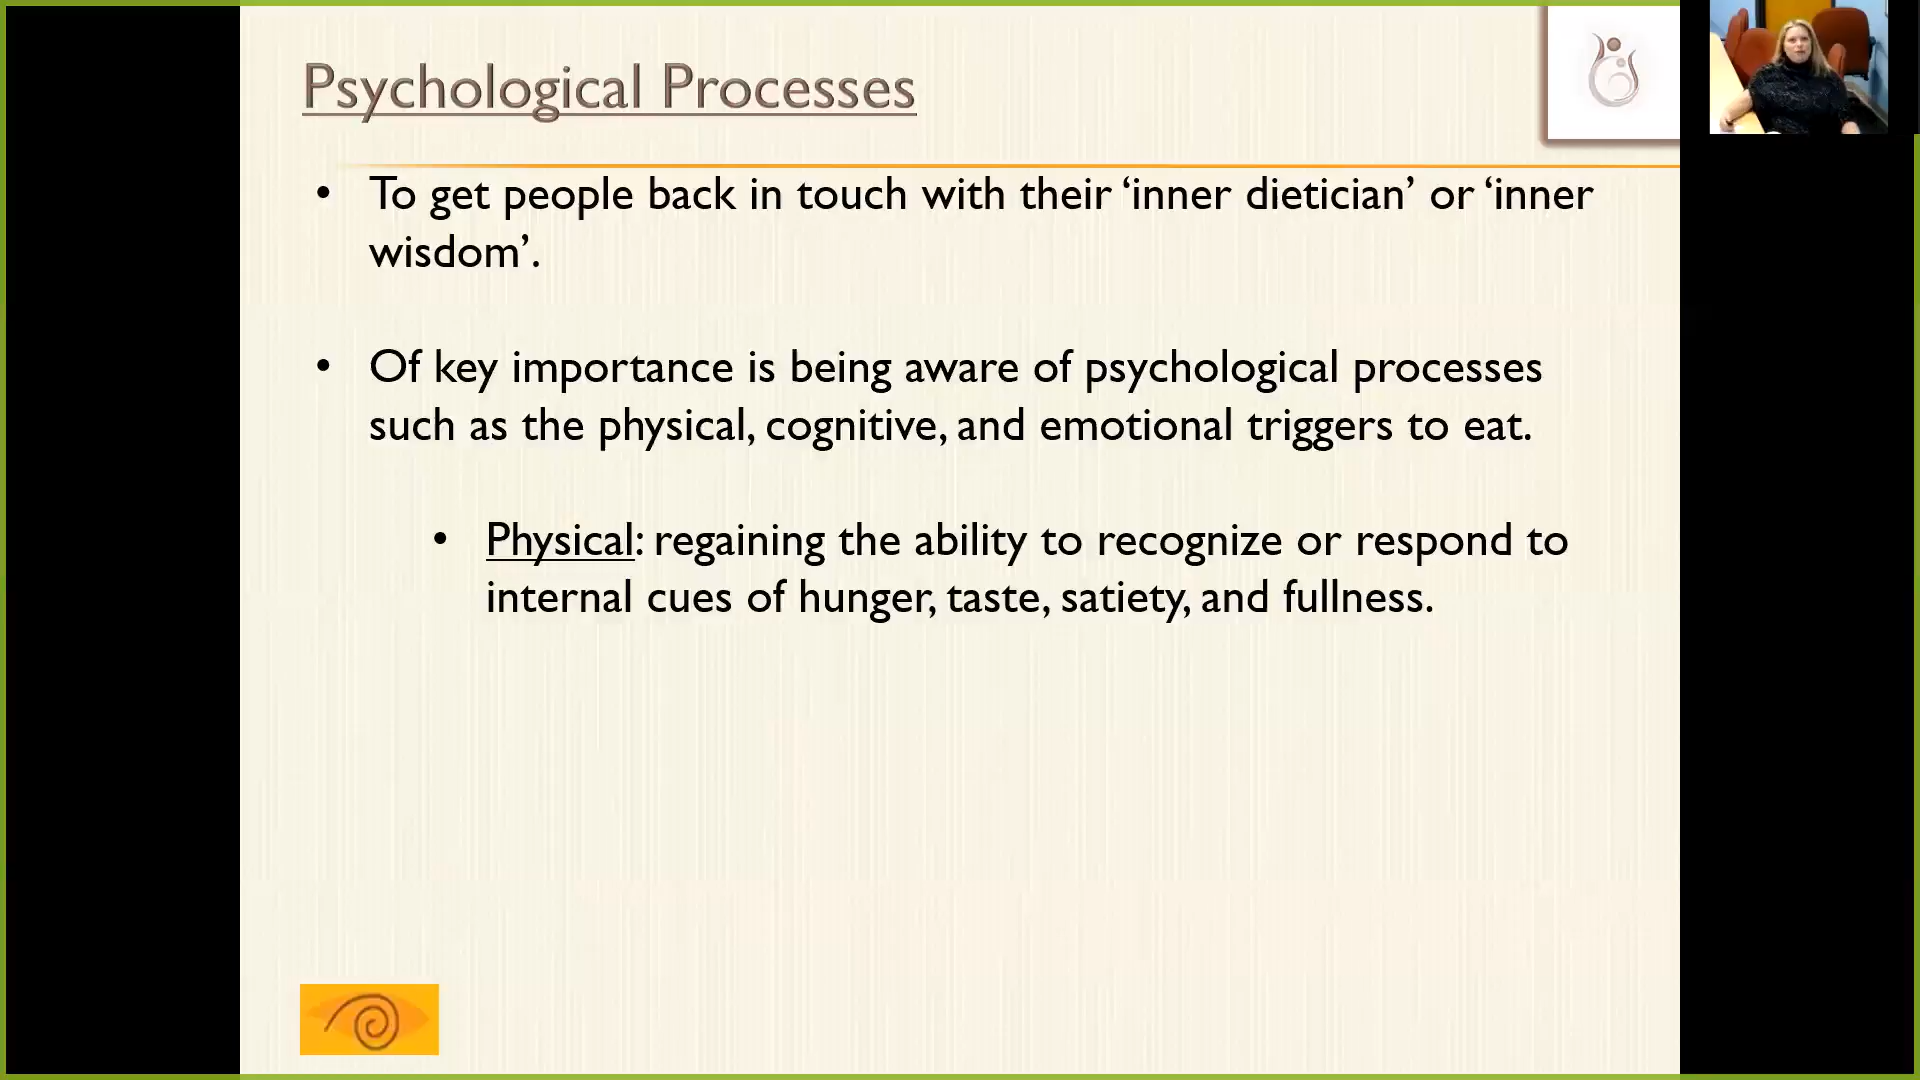 Psychological Processes
• To get people back in touch with their ‘inner dietician’ or ‘inner
wisdom’.
• Of key importance is being aware of psychological processes
such as the physical, cognitive, and emotional triggers to eat.
• Physical: regaining the ability to recognize or respond to
internal cues of hunger, taste, satiety, and fullness.